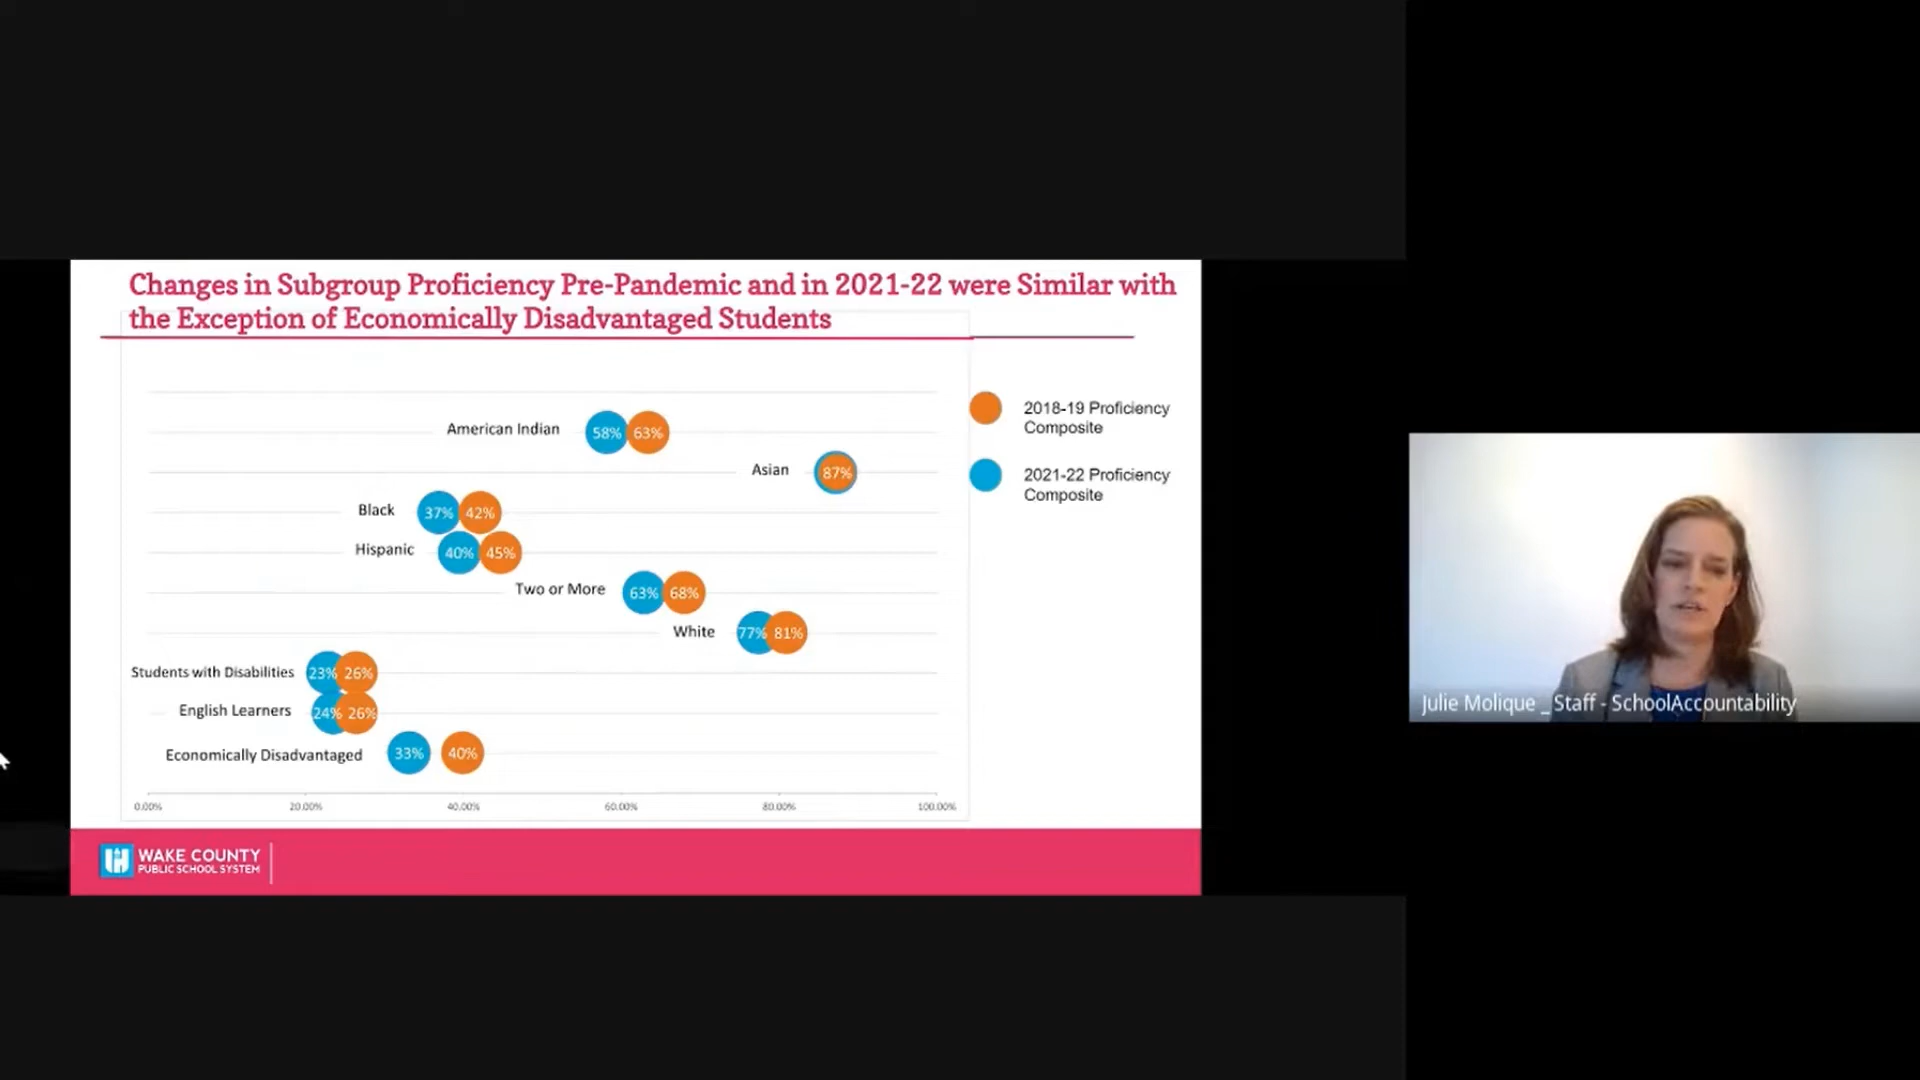 Changes in Subgroup Proficiency Pre-Pandemic and in 2021-22 were Similar with
the Exception of Economically Disadvantaged Students
2018-19 Proficiency
Composite
2021-22 Proficiency
Composite
American Indian 58% 63%
Asian 87%
Black 37% 42%
Hispanic 40% 45%
Two or More 63% 68%
White 77% 81%
Students with Disabilities 23% 26%
English Learners 24% 26%
Economically Disadvantaged 33% 40%
0.00% 20.00% 40.00% 60.00% 80.00% 100.00%
WAKE COUNTY
PUBLIC SCHOOL SYSTEM
Julie Molique _ Staff - SchoolAccountability